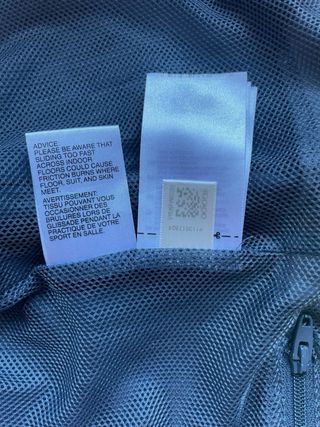 ADVICE:
PLEASE BE AWARE THAT
SLIDING TOO FAST
ACROSS INDOOR
FLOORS COULD CAUSE
FRICTION BURNS WHERE
FLOOR, SUIT, AND SKIN
MEET.
AVERTISSEMENT:
TISSU POUVANT VOUS
OCCASIONNER DES
BRULURES LORS DE
GLISSADE PENDANT LA
PRACTIQUE DE VOTRE
SPORT EN SALLE.